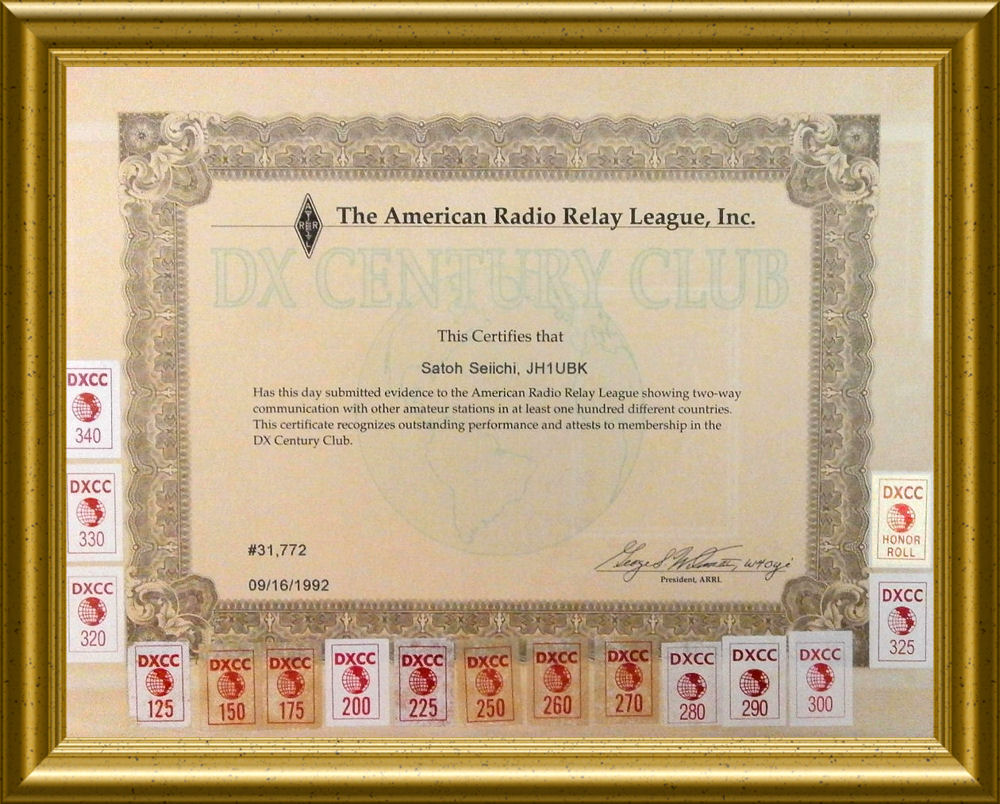 The American Radio Relay League, Inc.
A
R R
L
DX CENTURY CLUB
This Certifies that
Satoh Seiichi, JH1UBK
Has this day submitted evidence to the American Radio Relay League showing two-way
communication with other amateur stations in at least one hundred different countries.
This certificate recognizes outstanding performance and attests to membership in the
DX Century Club.
#31,772
09/16/1992
President, ARRL
DXCC
340
DXCC
330
DXCC
320
DXCC
125
DXCC
150
DXCC
175
DXCC
200
DXCC
225
DXCC
250
DXCC
260
DXCC
270
DXCC
280
DXCC
290
DXCC
300
DXCC
HONOR
ROLL
DXCC
325